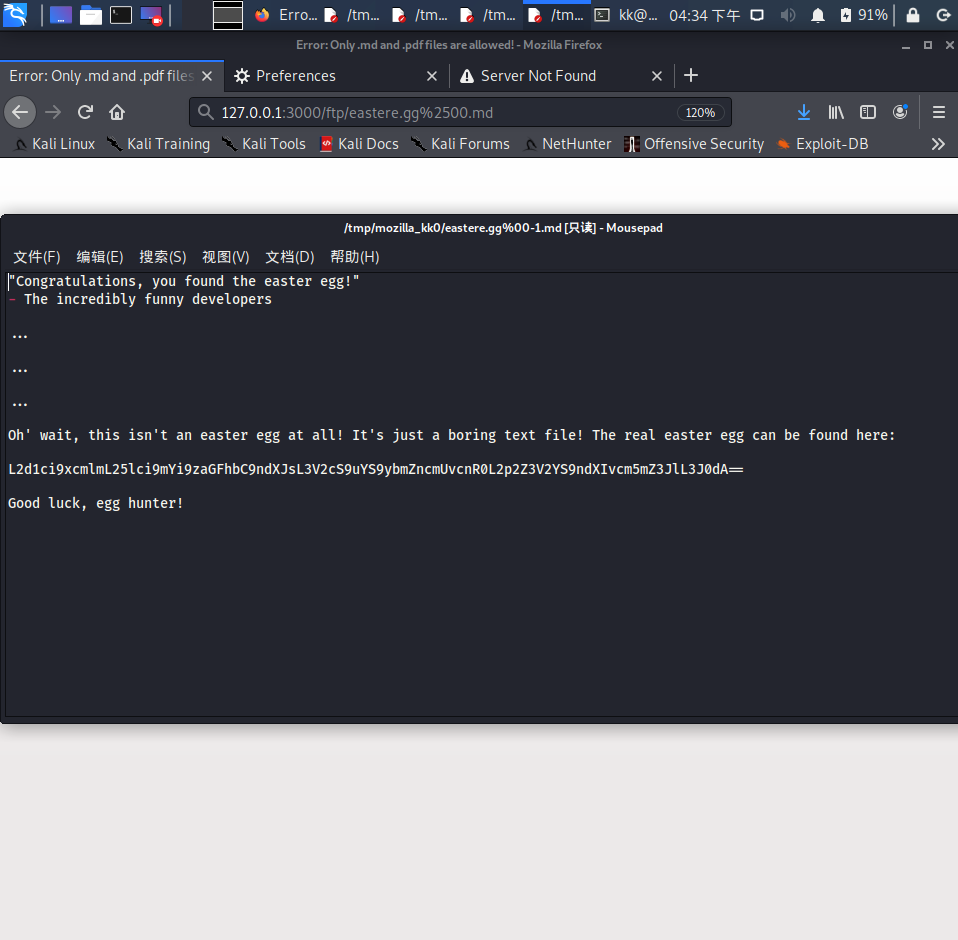 Erro... /tm... /tm... /tm... /tm... kk@... 04:34 下午 91%
Error: Only .md and .pdf files are allowed! - Mozilla Firefox
Error: Only .md and .pdf files Preferences Server Not Found
127.0.0.1:3000/ftp/eastere.gg%2500.md 120%
Kali Linux Kali Training Kali Tools Kali Docs Kali Forums NetHunter Offensive Security Exploit-DB
/tmp/mozilla_kk0/eastere.gg%00-1.md [只读] - Mousepad
文件(F) 编辑(E) 搜索(S) 视图(V) 文档(D) 帮助(H)
"Congratulations, you found the easter egg!"
- The incredibly funny developers
...
...
...
Oh' wait, this isn't an easter egg at all! It's just a boring text file! The real easter egg can be found here:
L2d1ci9xcmlmL25lci9mYi9zaGFhbC9ndXJsL3V2cS9uYS9ybmZncmUvcnR0L2p2Z3V2YS9ndXIvcm5mZ3JlL3J0dA==
Good luck, egg hunter!